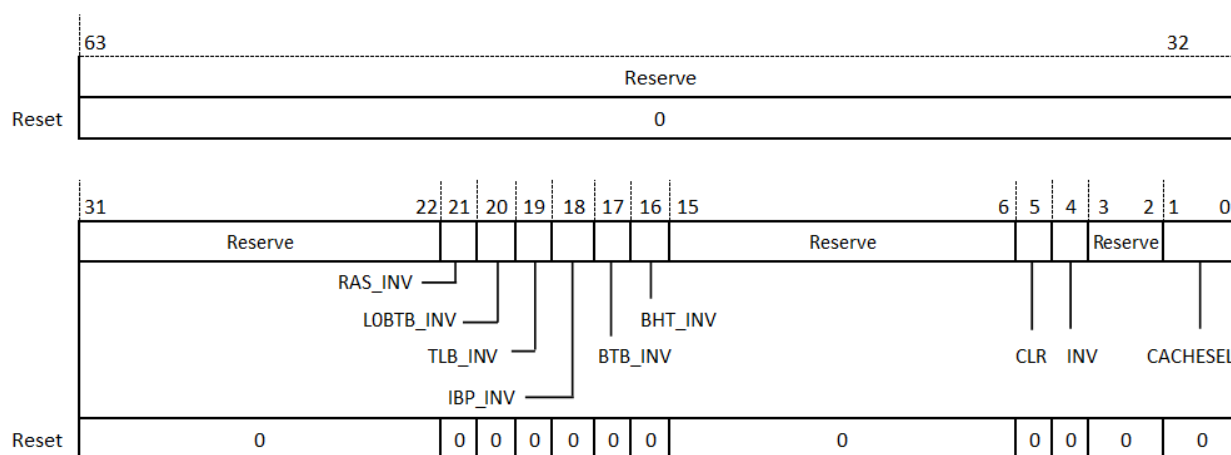 63 32
Reserve
Reset 0
31 22 21 20 19 18 17 16 15 6 5 4 3 2 1 0
Reserve Reserve Reserve
RAS_INV
L0BTB_INV BHT_INV
TLB_INV BTB_INV CLR INV CACHESEL
IBP_INV
Reset 0 0 0 0 0 0 0 0 0 0 0 0